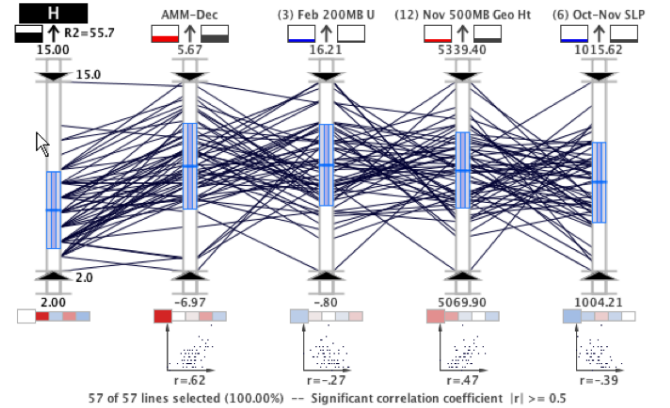 H
AMM-Dec
(3) Feb 200MB U
(12) Nov 500MB Geo Ht
(6) Oct-Nov SLP
R2=55.7
15.00
5.67
16.21
5339.40
1015.62
15.0
2.0
2.00
-6.97
-.80
5069.90
1004.21
r=.62
r=-.27
r=.47
r=-.39
57 of 57 lines selected (100.00%) -- Significant correlation coefficient |r| >= 0.5